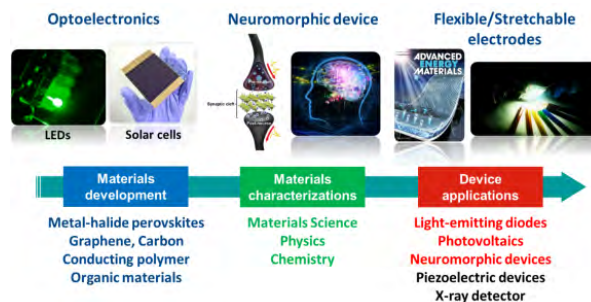 Optoelectronics
Neuromorphic device
Flexible/Stretchable
electrodes
ADVANCED
ENERGY
MATERIALS
Synaptic cleft
LEDs
Solar cells
Materials
development
Materials
characterizations
Device
applications
Metal-halide perovskites
Graphene, Carbon
Conducting polymer
Organic materials
Materials Science
Physics
Chemistry
Light-emitting diodes
Photovoltaics
Neuromorphic devices
Piezoelectric devices
X-ray detector